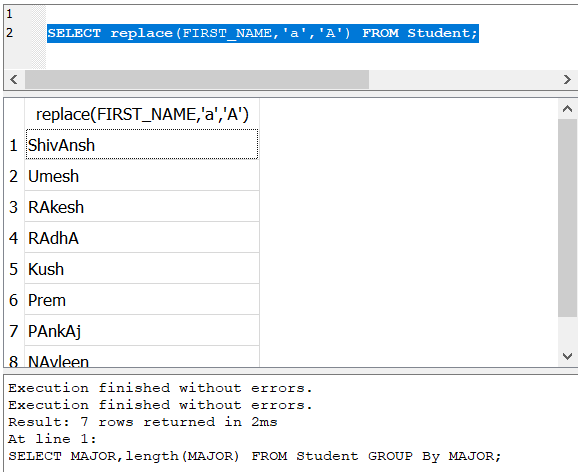 1
2 SELECT replace(FIRST_NAME,'a','A') FROM Student;
replace(FIRST_NAME,'a','A')
1 ShivAnsh
2 Umesh
3 RAkesh
4 RAdhA
5 Kush
6 Prem
7 PAnkAj
8 NAvleen
Execution finished without errors.
Execution finished without errors.
Result: 7 rows returned in 2ms
At line 1:
SELECT MAJOR,length(MAJOR) FROM Student GROUP By MAJOR;